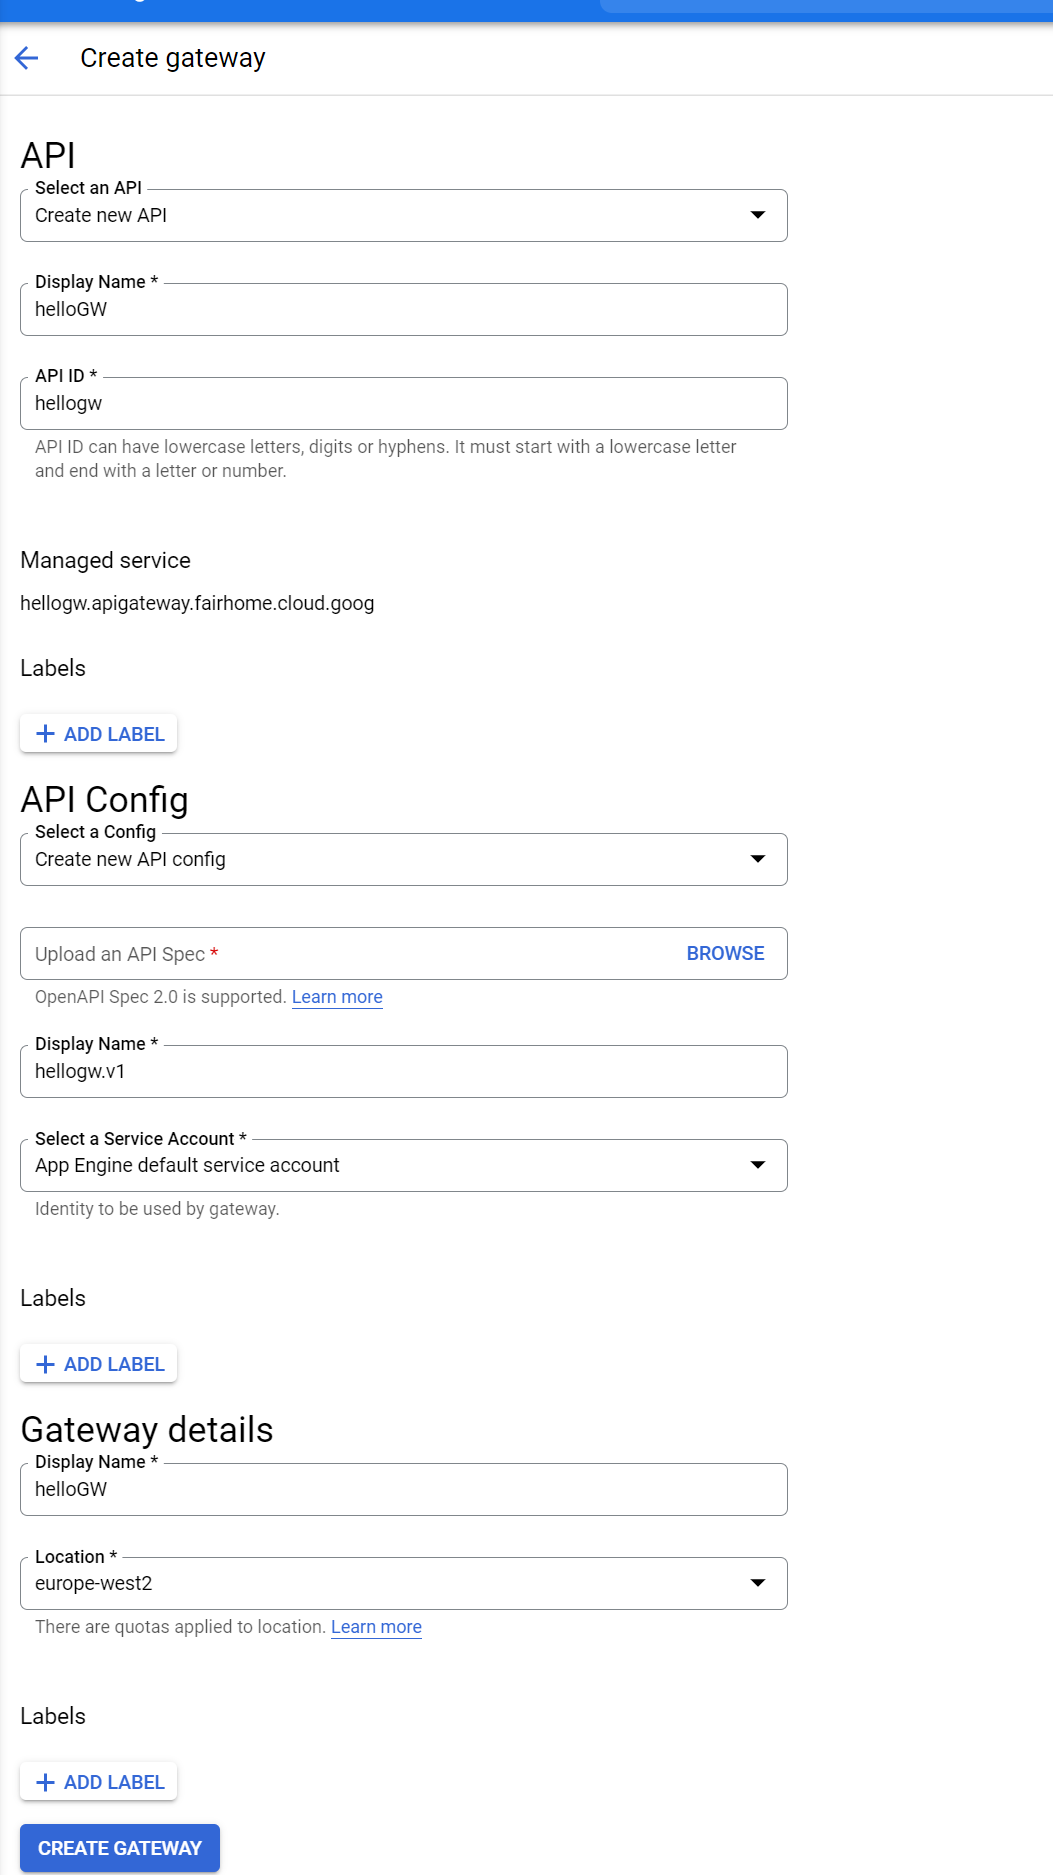 Create gateway
API
Select an API
Create new API
Display Name *
helloGW
API ID *
hellogw
API ID can have lowercase letters, digits or hyphens. It must start with a lowercase letter
and end with a letter or number.
Managed service
hellogw.apigateway.fairhome.cloud.goog
Labels
ADD LABEL
API Config
Select a Config
Create new API config
Upload an API Spec * BROWSE
OpenAPI Spec 2.0 is supported. Learn more
Display Name *
hellogw.v1
Select a Service Account *
App Engine default service account
Identity to be used by gateway.
Labels
ADD LABEL
Gateway details
Display Name *
helloGW
Location *
europe-west2
There are quotas applied to location. Learn more
Labels
ADD LABEL
CREATE GATEWAY